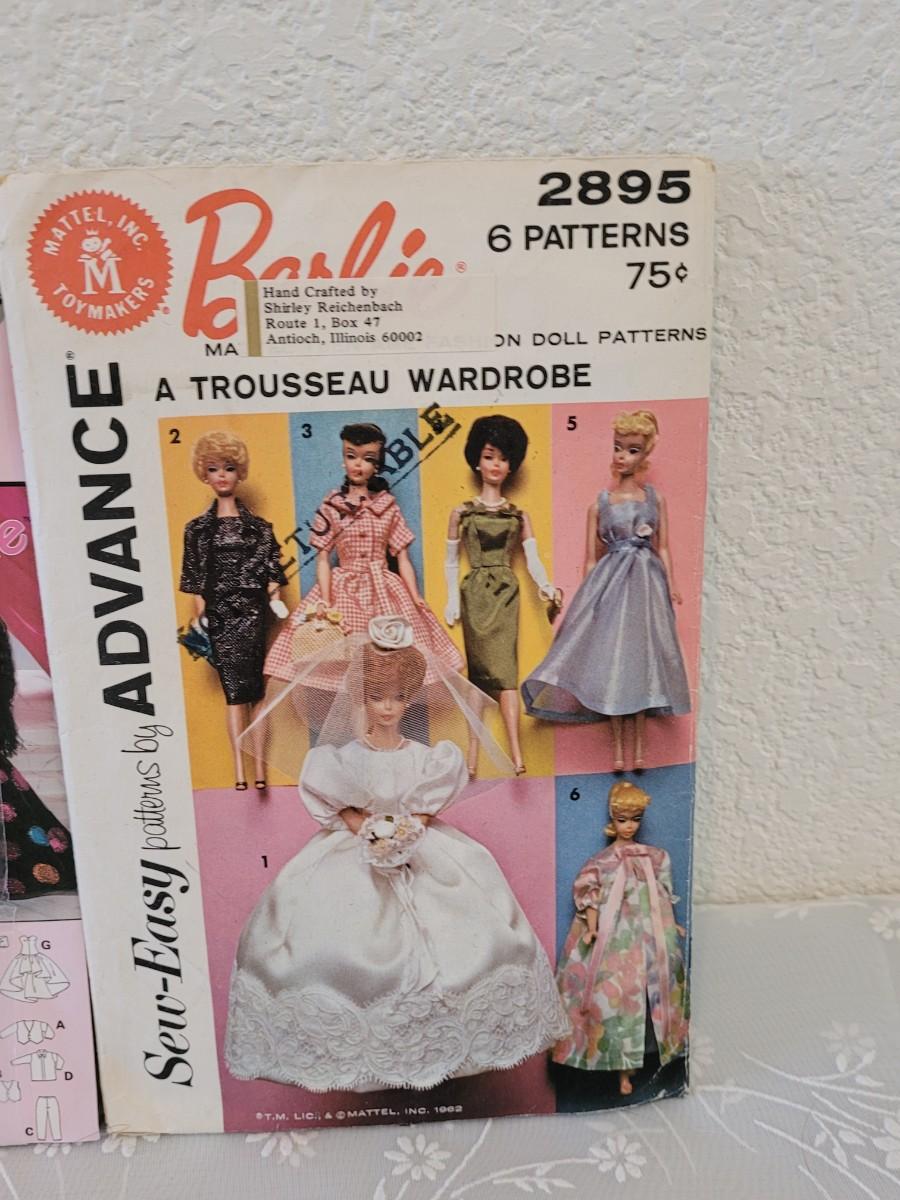 MATTEL, INC.
M
TOYMAKERS
®
Barbie®
2895
6 PATTERNS
75¢
Hand Crafted by
Shirley Reichenbach
Route 1, Box 47
Antioch, Illinois 60002
MA FASHION DOLL PATTERNS
A TROUSSEAU WARDROBE
Sew-Easy patterns by ADVANCE®
2
3
5
1
6
©T.M. LIC., & ©MATTEL, INC. 1962
e
G
A
D
C